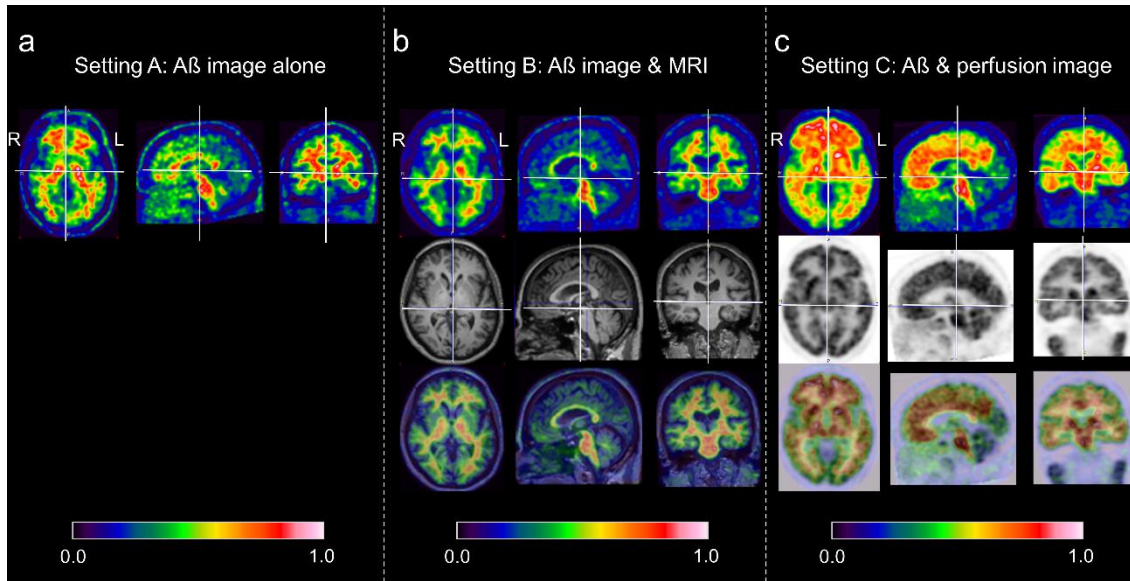 a
Setting A: Aß image alone
R
L
0.0
1.0
b
Setting B: Aß image & MRI
R
L
0.0
1.0
c
Setting C: Aß & perfusion image
R
L
0.0
1.0